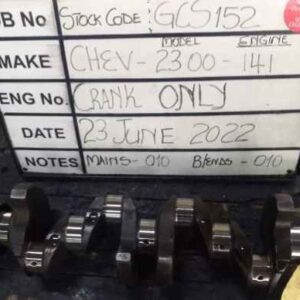 JB No STOCK CODE: GCS152
MODEL ENGINE
MAKE CHEV-2300-141
ENG No. CRANK ONLY
DATE 23 JUNE 2022
NOTES MAINS-010 B/ENDS-010